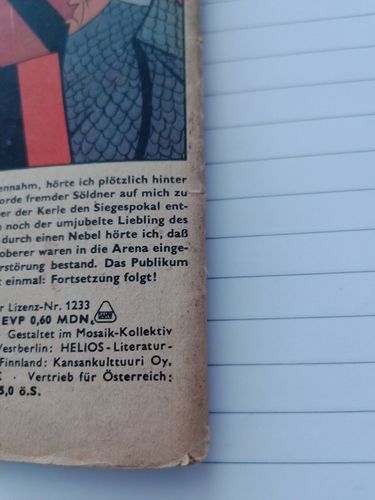 ennahm, hörte ich plötzlich hinter
orde fremder Söldner auf mich zu
er der Kerle den Siegespokal ent-
n noch der umjubelte Liebling des
durch einen Nebel hörte ich, daß
oberer waren in die Arena einge-
erstörung bestand. Das Publikum
t einmal: Fortsetzung folgt!
er Lizenz-Nr. 1233
EVP 0,60 MDN
· Gestaltet im Mosaik-Kollektiv
Westberlin: HELIOS-Literatur-
Finnland: Kansankulttuuri Oy,
K · Vertrieb für Österreich:
5,0 ö.S.